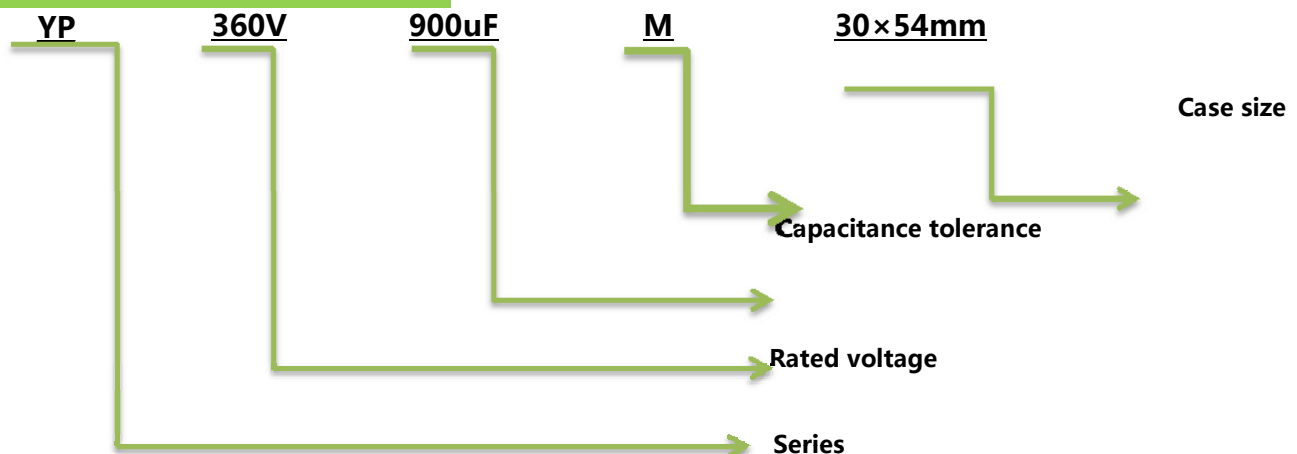 YP 360V 900uF M 30×54mm
Case size
Capacitance tolerance
Rated voltage
Series